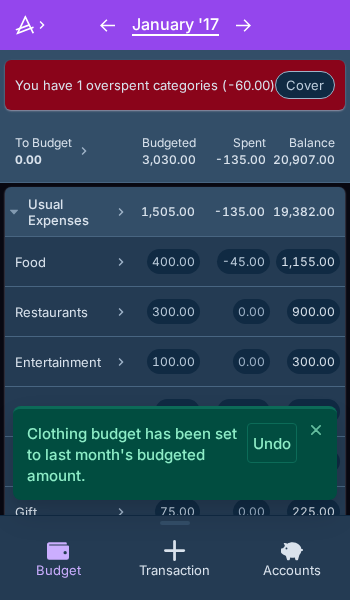 January '17
You have 1 overspent categories (-60.00)
Cover
To Budget Budgeted Spent Balance
0.00 3,030.00 -135.00 20,907.00
Usual Expenses 1,505.00 -135.00 19,382.00
Food 400.00 -45.00 1,155.00
Restaurants 300.00 0.00 900.00
Entertainment 100.00 0.00 300.00
Clothing budget has been set
to last month's budgeted
amount.
Undo
Gift 75.00 0.00 225.00
Budget Transaction Accounts